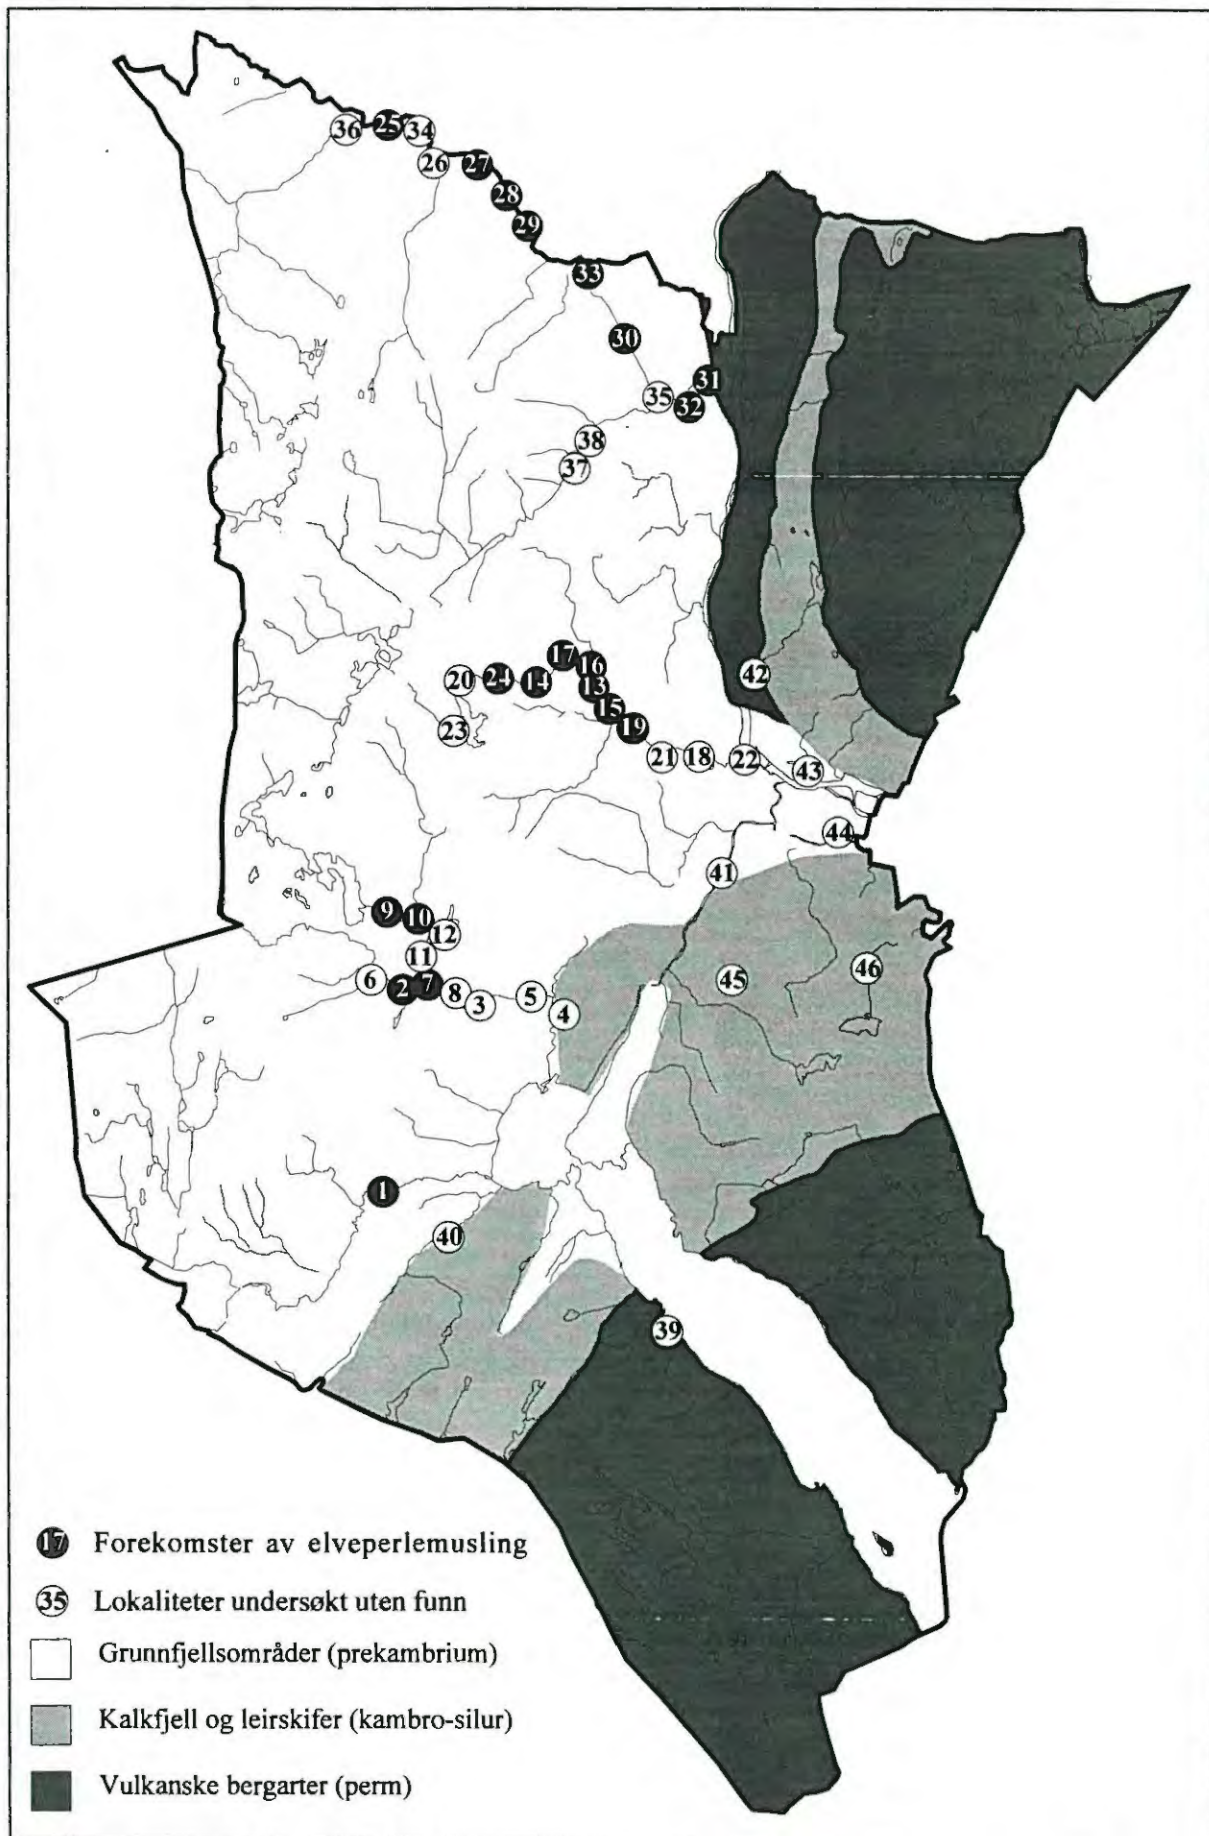 36 25 34
26 27
28
29
33
30
31
35 32
38
37
17 16
20 24 14 13
15
23 19
21 18 22 43
42
44
41
9 10
12
11
6 2 7 8 3 5 4
45 46
1
40
39
17 Forekomster av elveperlemusling
35 Lokaliteter undersøkt uten funn
Grunnfjellsområder (prekambrium)
Kalkfjell og leirskifer (kambro-silur)
Vulkanske bergarter (perm)